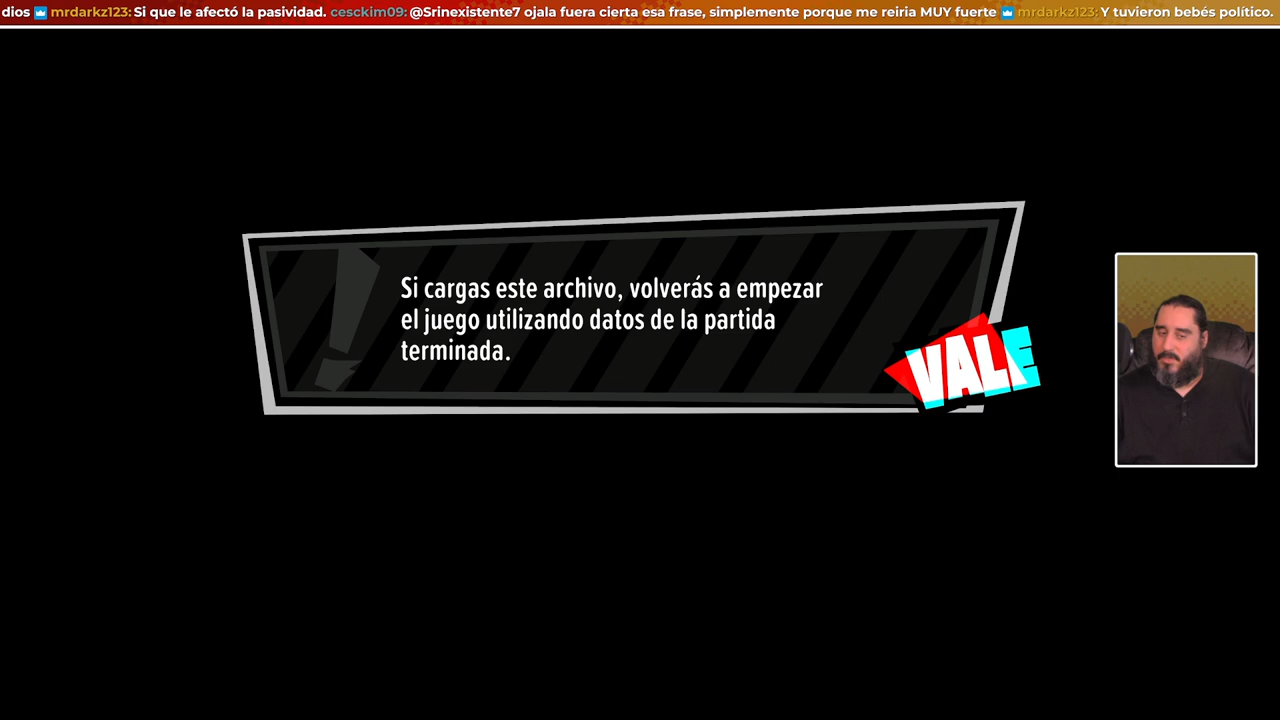 dios mrdarkz123: Si que le afectó la pasividad. cesckim09: @Srinexistente7 ojala fuera cierta esa frase, simplemente porque me reiria MUY fuerte mrdarkz123: Y tuvieron bebés político.
Si cargas este archivo, volverás a empezar
el juego utilizando datos de la partida
terminada.
VALE